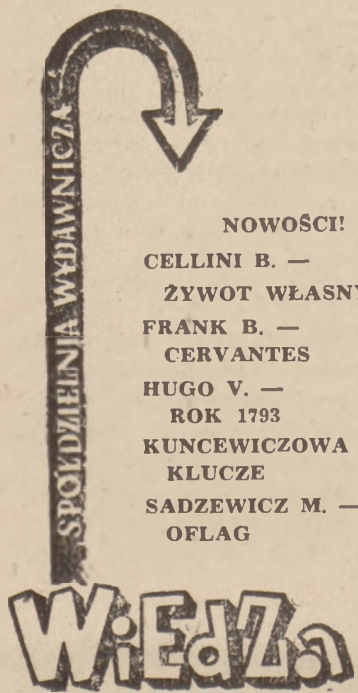 SPÓŁDZIELNIA WYDAWNICZA
NOWOŚCI!
CELLINI B. —
ŻYWOT WŁASNY
FRANK B. —
CERVANTES
HUGO V. —
ROK 1793
KUNCEWICZOWA
KLUCZE
SADZEWICZ M. —
OFLAG
WiEdZa